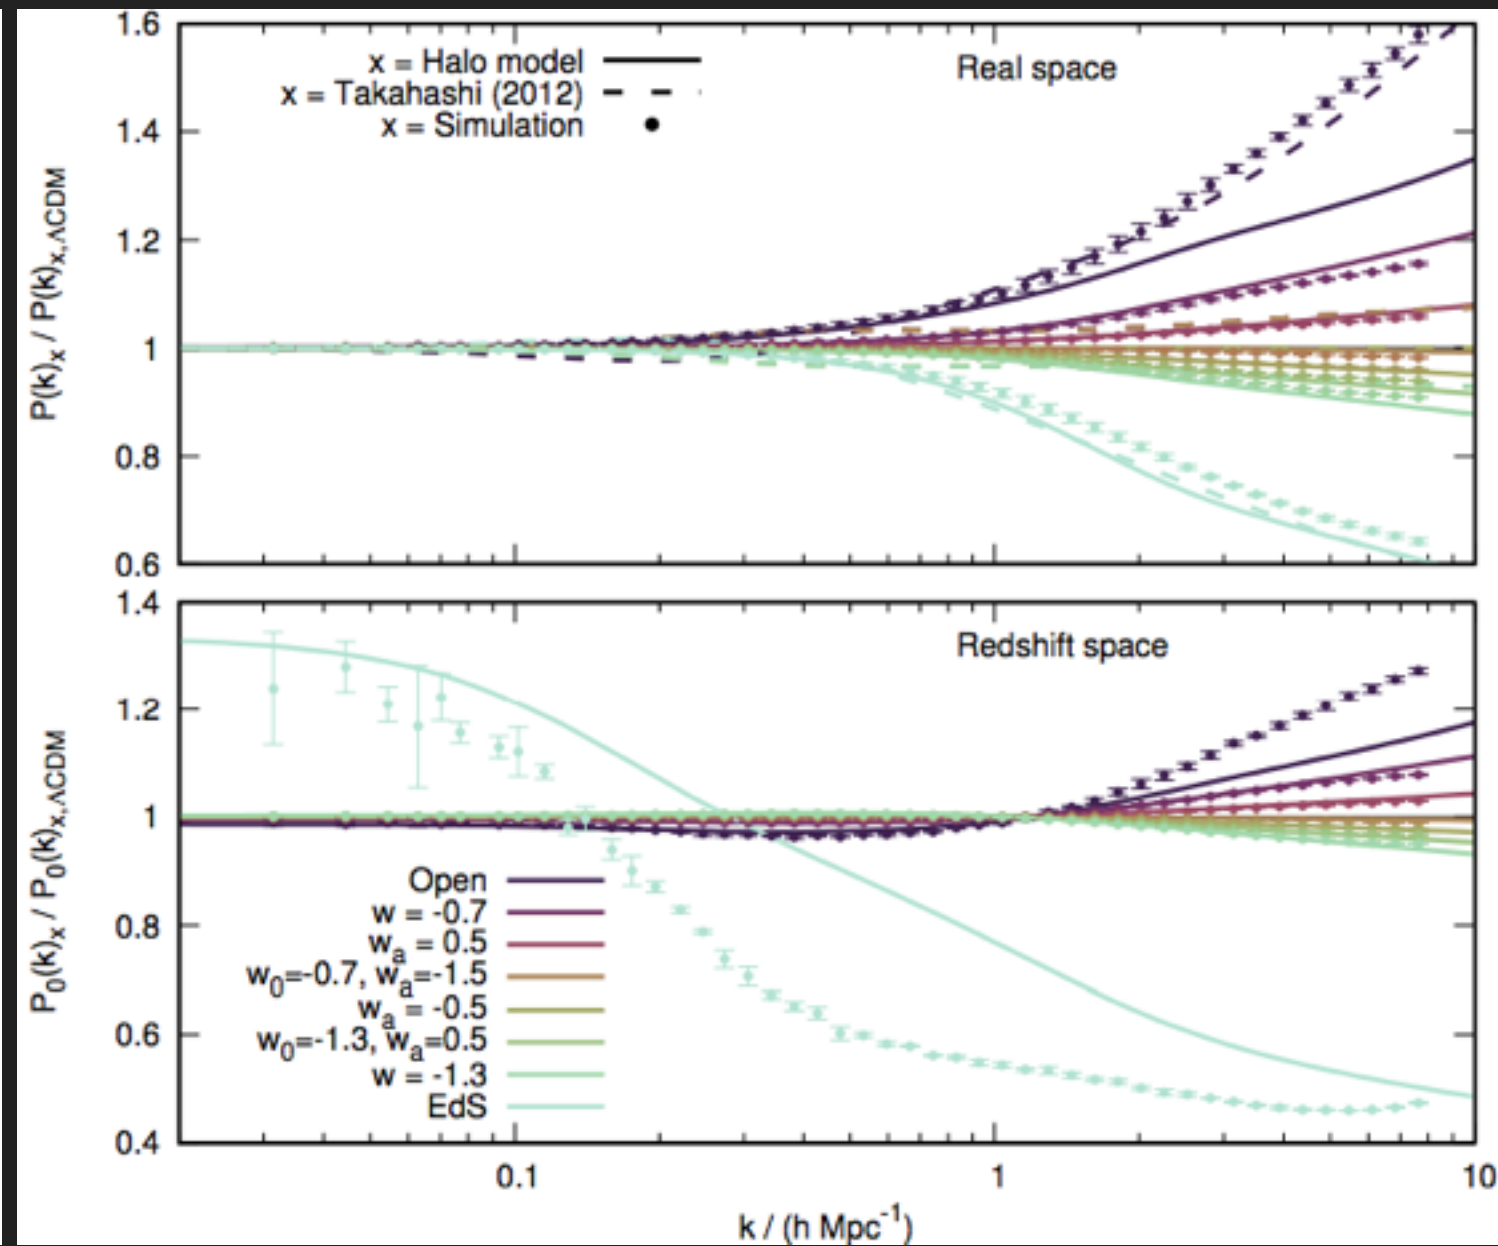 1.6
1.4
1.2
1
0.8
0.6
P(k)x / P(k)x,ΛCDM
x = Halo model
x = Takahashi (2012)
x = Simulation
Real space
1.4
1.2
1
0.8
0.6
0.4
P0(k)x / P0(k)x,ΛCDM
Redshift space
Open
w = -0.7
wa = 0.5
w0=-0.7, wa=-1.5
wa = -0.5
w0=-1.3, wa=0.5
w = -1.3
EdS
0.1
1
10
k / (h Mpc-1)